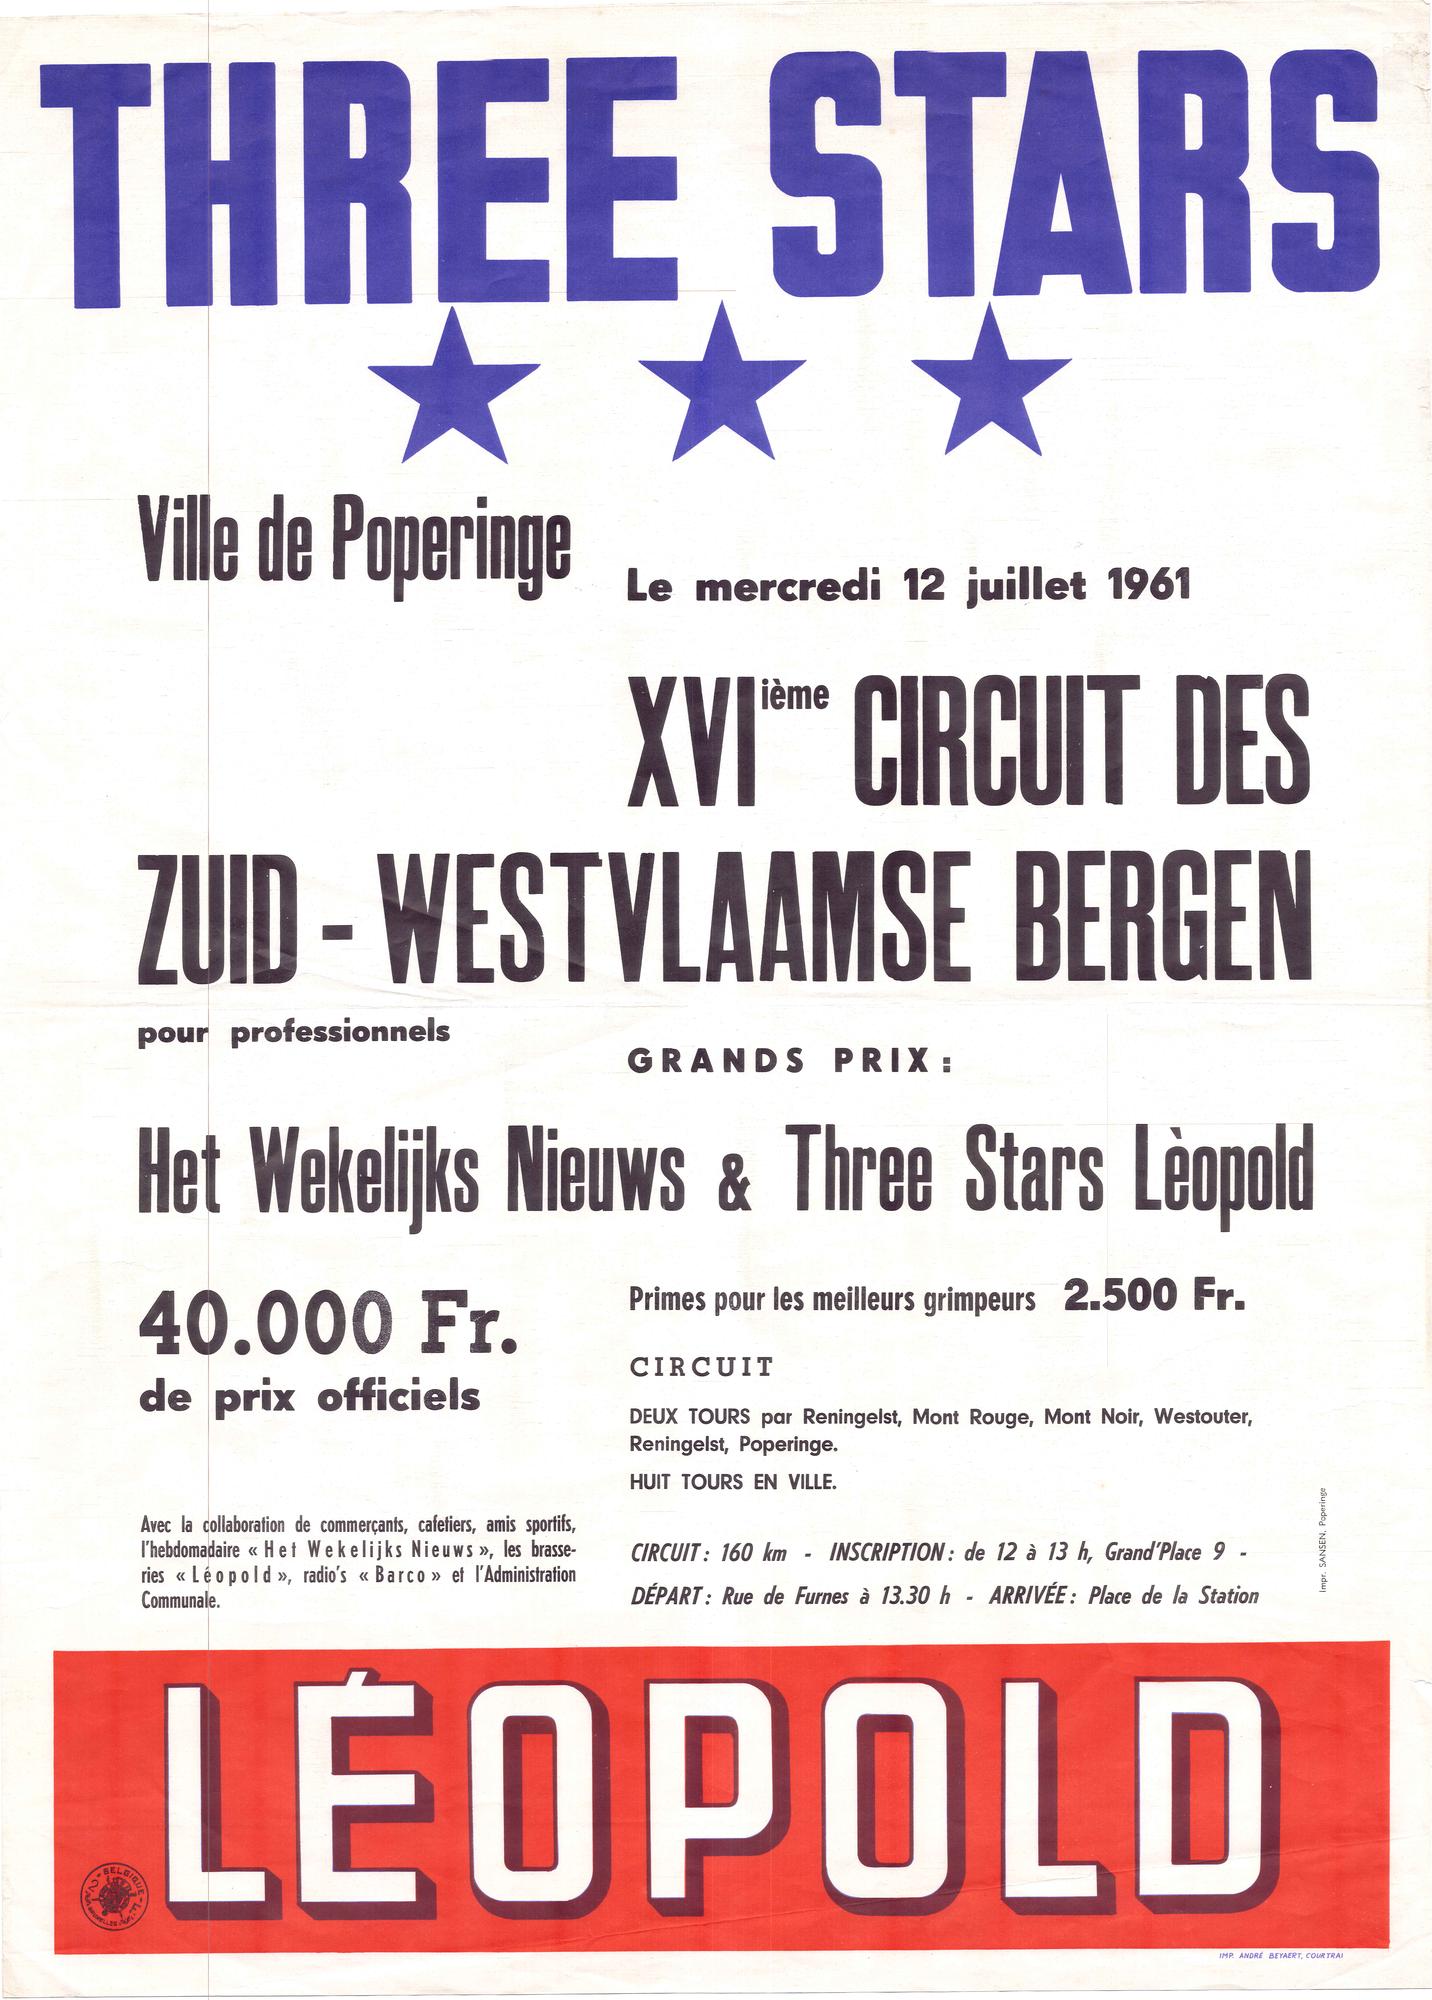 THREE STARS
Ville de Poperinge
Le mercredi 12 juillet 1961
XVIième CIRCUIT DES
ZUID - WESTVLAAMSE BERGEN
pour professionnels
GRANDS PRIX :
Het Wekelijks Nieuws & Three Stars Lèopold
40.000 Fr.
de prix officiels
Primes pour les meilleurs grimpeurs 2.500 Fr.
CIRCUIT
DEUX TOURS par Reningelst, Mont Rouge, Mont Noir, Westouter,
Reningelst, Poperinge.
HUIT TOURS EN VILLE.
Avec la collaboration de commerçants, cafetiers, amis sportifs,
l'hebdomadaire « Het Wekelijks Nieuws », les brasse-
ries « Léopold », radio's « Barco » et l'Administration
Communale.
CIRCUIT : 160 km - INSCRIPTION : de 12 à 13 h, Grand'Place 9 -
DÉPART : Rue de Furnes à 13.30 h - ARRIVÉE : Place de la Station
Impr. SANSEN, Poperinge
LÉOPOLD
BELGIQUE
IMP. ANDRÉ BEYAERT, COURTRAI